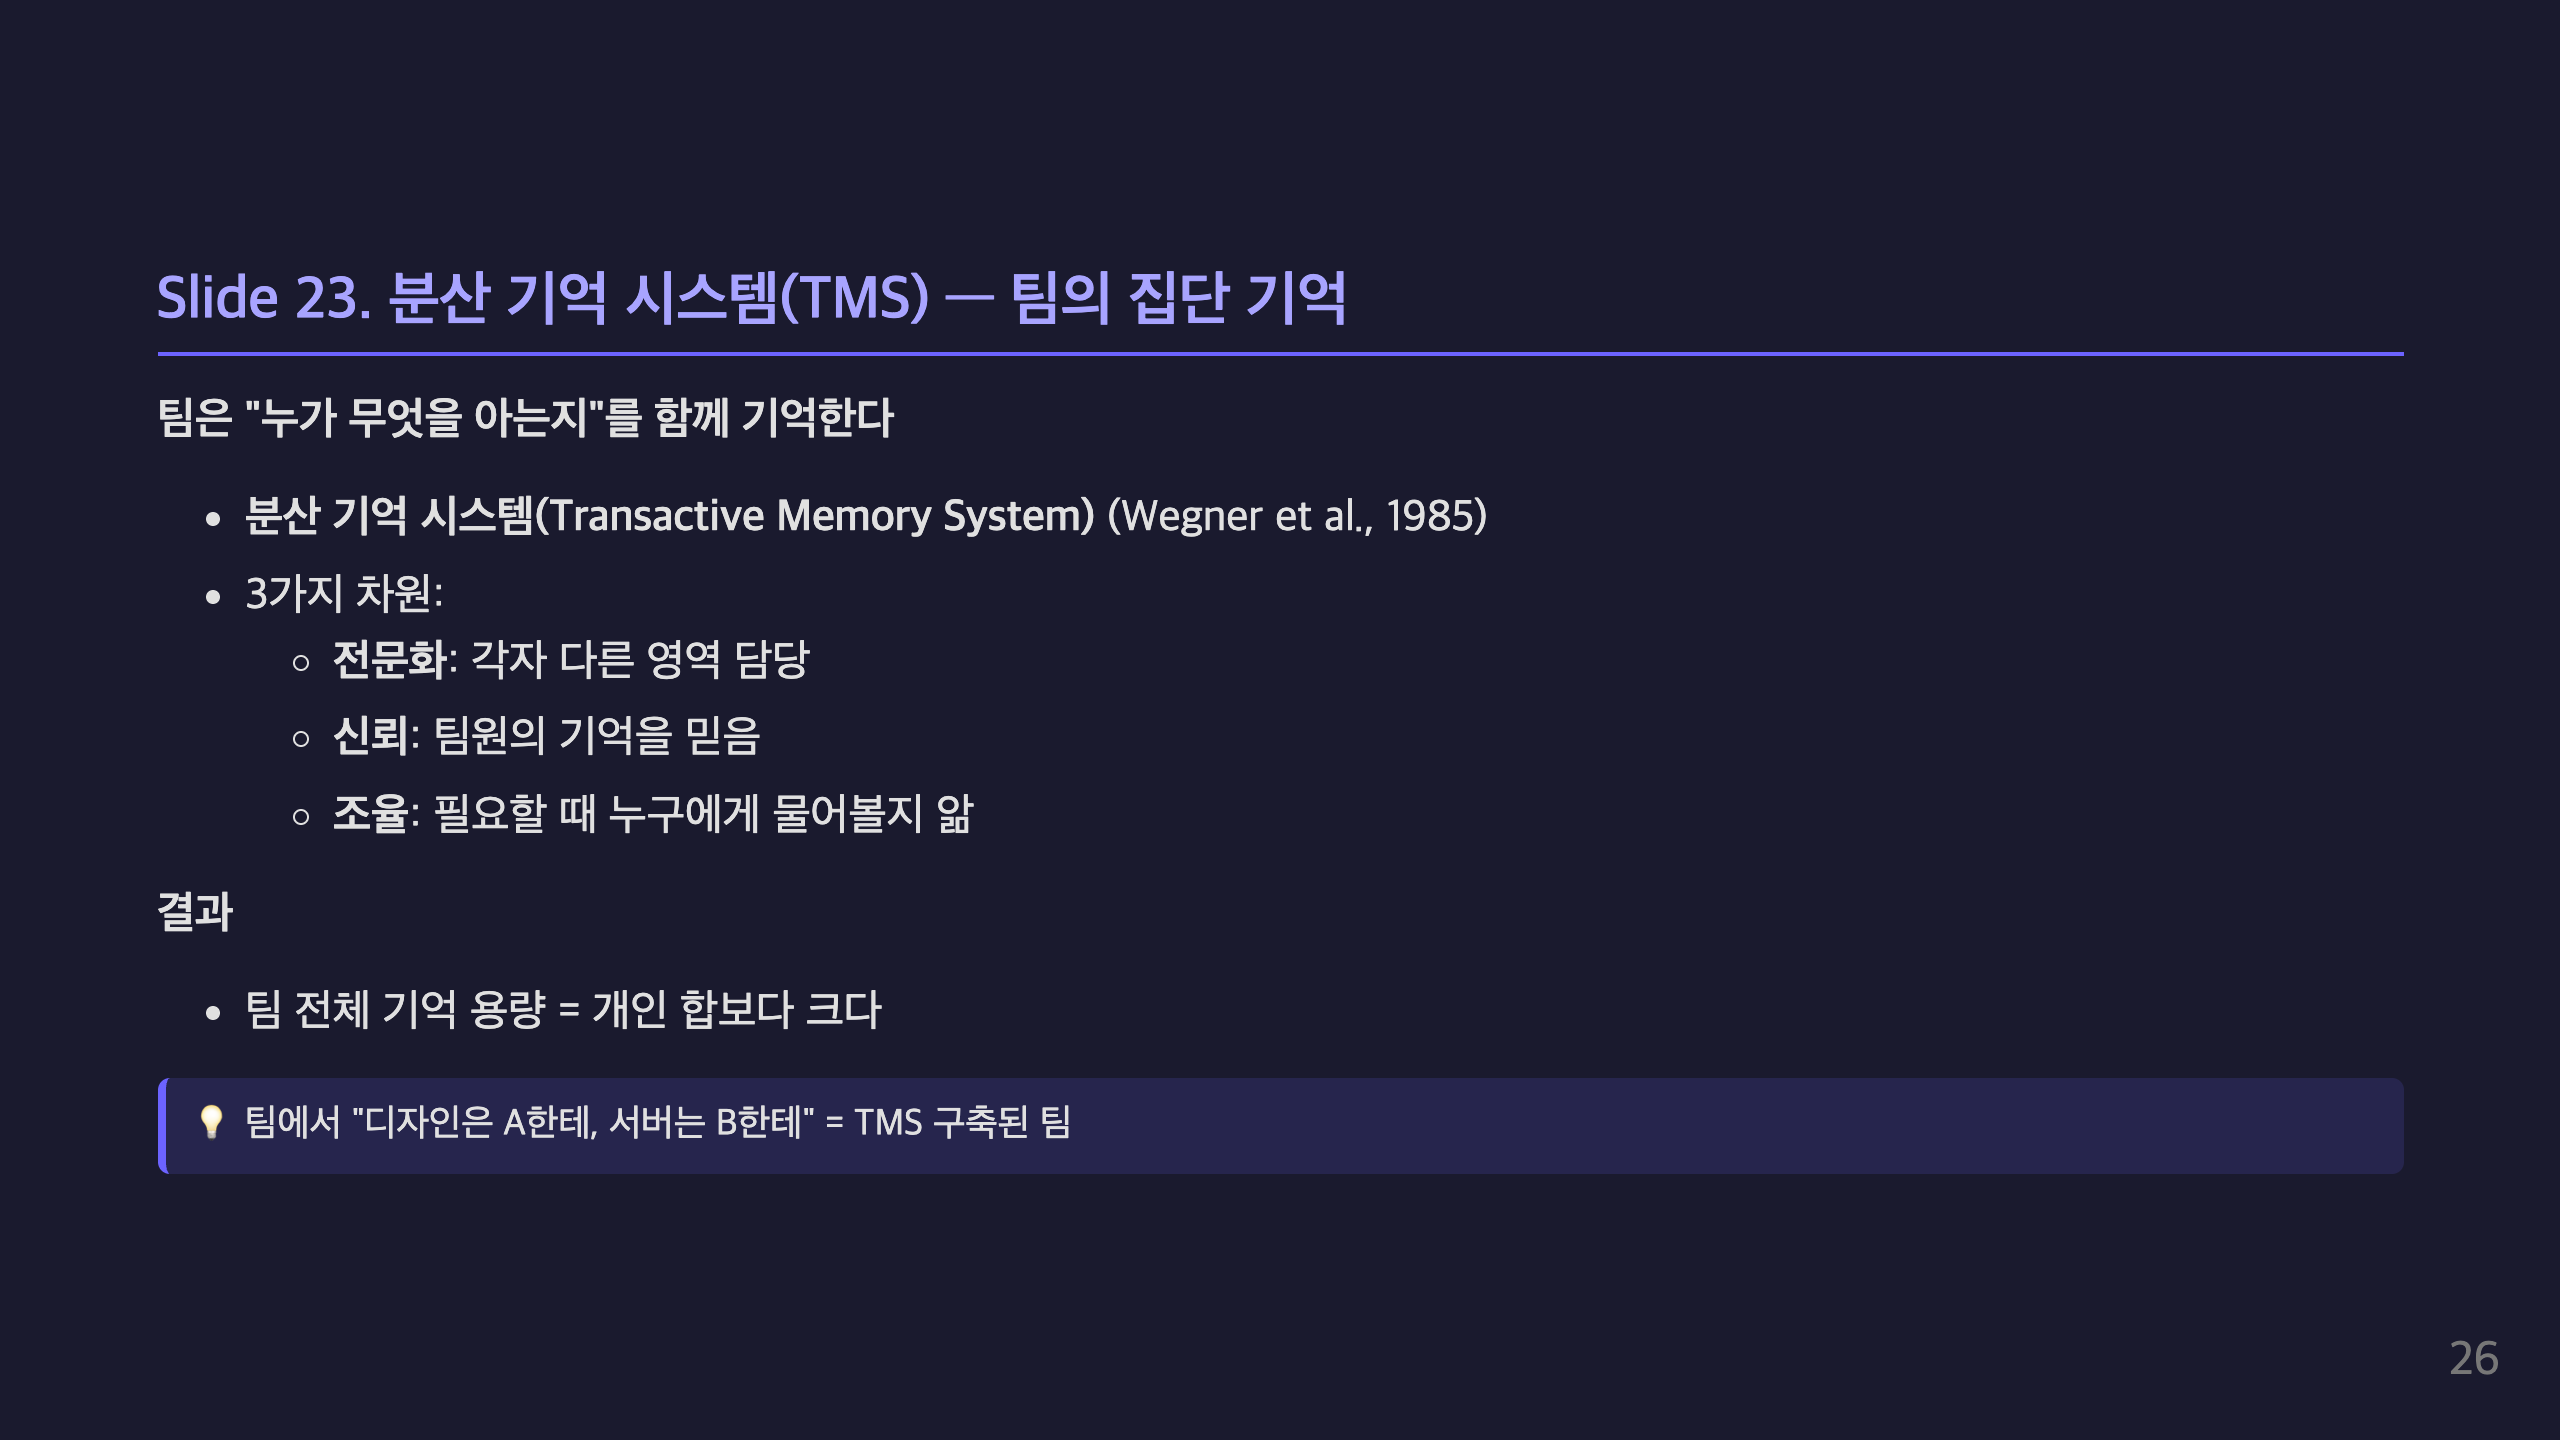 Slide 23. 분산 기억 시스템(TMS) — 팀의 집단 기억
팀은 "누가 무엇을 아는지"를 함께 기억한다
• 분산 기억 시스템(Transactive Memory System) (Wegner et al., 1985)
• 3가지 차원:
◦ 전문화: 각자 다른 영역 담당
◦ 신뢰: 팀원의 기억을 믿음
◦ 조율: 필요할 때 누구에게 물어볼지 앎
결과
• 팀 전체 기억 용량 = 개인 합보다 크다
💡 팀에서 "디자인은 A한테, 서버는 B한테" = TMS 구축된 팀
26